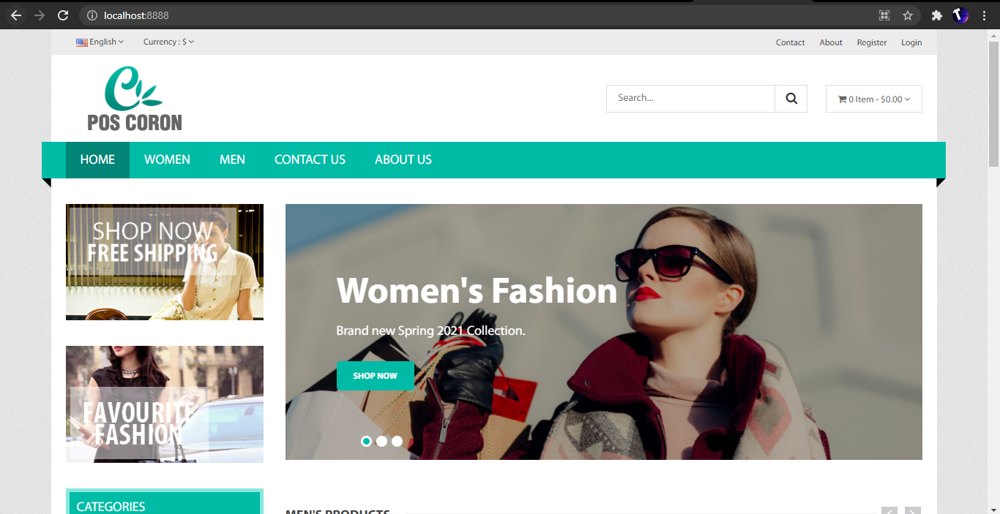 localhost:8888
English
Currency : $
Contact
About
Register
Login
C
POS CORON
Search...
0 Item - $0.00
HOME
WOMEN
MEN
CONTACT US
ABOUT US
SHOP NOW
FREE SHIPPING
Women's Fashion
Brand new Spring 2021 Collection.
SHOP NOW
FAVOURITE
FASHION
CATEGORIES
MEN'S PRODUCTS